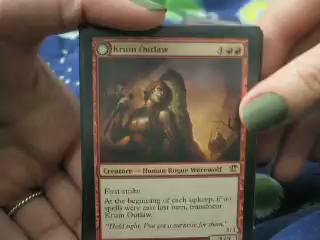 Kruin Outlaw
Creature — Human Rogue Werewolf
First strike
At the beginning of each upkeep, if no
spells were cast last turn, transform
Kruin Outlaw.
"Hold tight. I've got a surprise for them."